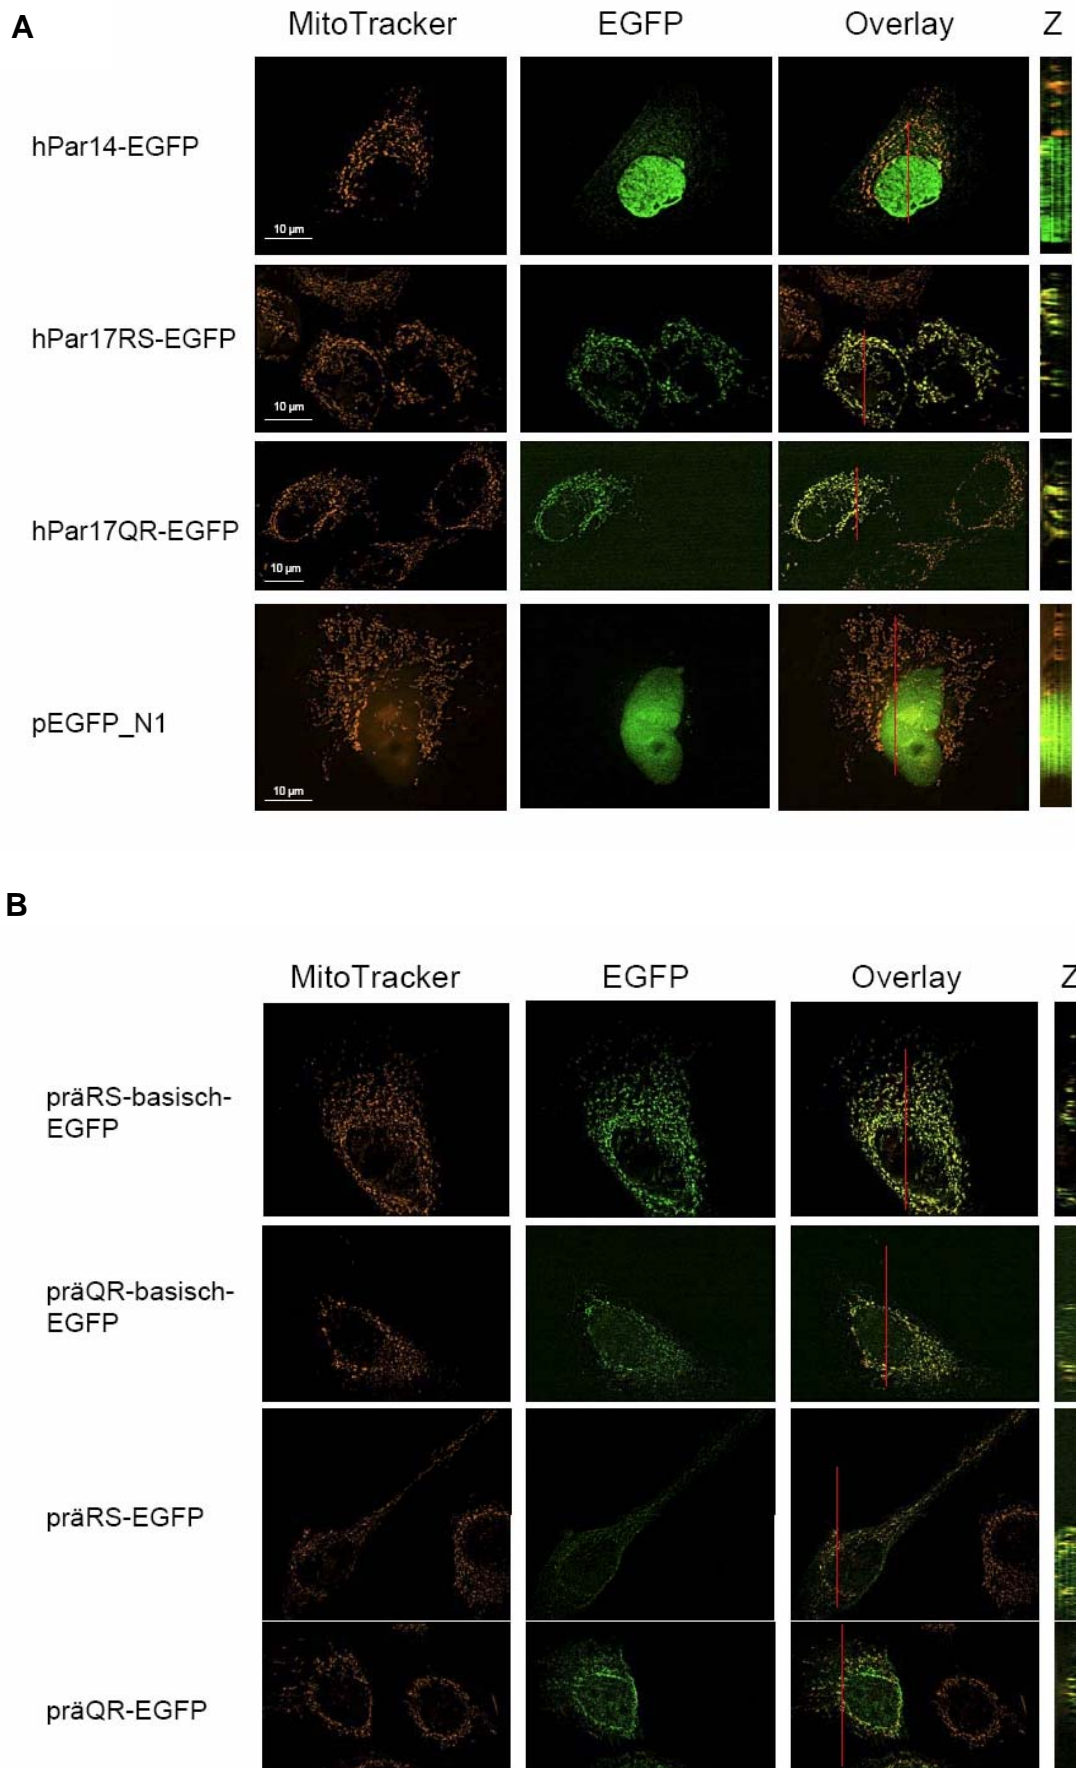 A
MitoTracker
EGFP
Overlay
Z
hPar14-EGFP
10 µm
hPar17RS-EGFP
10 µm
hPar17QR-EGFP
10 µm
pEGFP_N1
10 µm
B
MitoTracker
EGFP
Overlay
Z
präRS-basisch-
EGFP
präQR-basisch-
EGFP
präRS-EGFP
präQR-EGFP